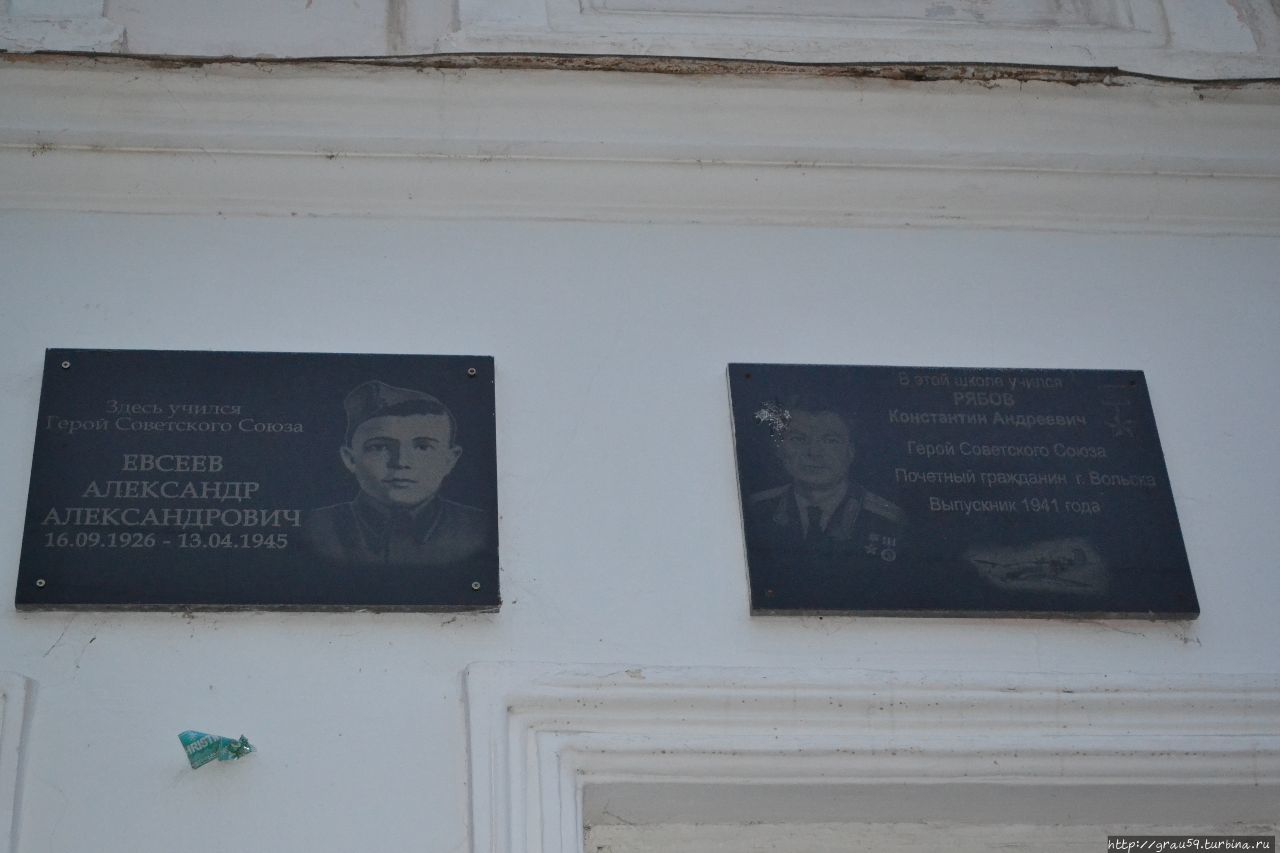 Здесь учился
Герой Советского Союза
ЕВСЕЕВ
АЛЕКСАНДР
АЛЕКСАНДРОВИЧ
16.09.1926 - 13.04.1945
В этой школе учился
РЯБОВ
Константин Андреевич
Герой Советского Союза
Почетный гражданин г. Вольска
Выпускник 1941 года
http://grau59.turbina.ru